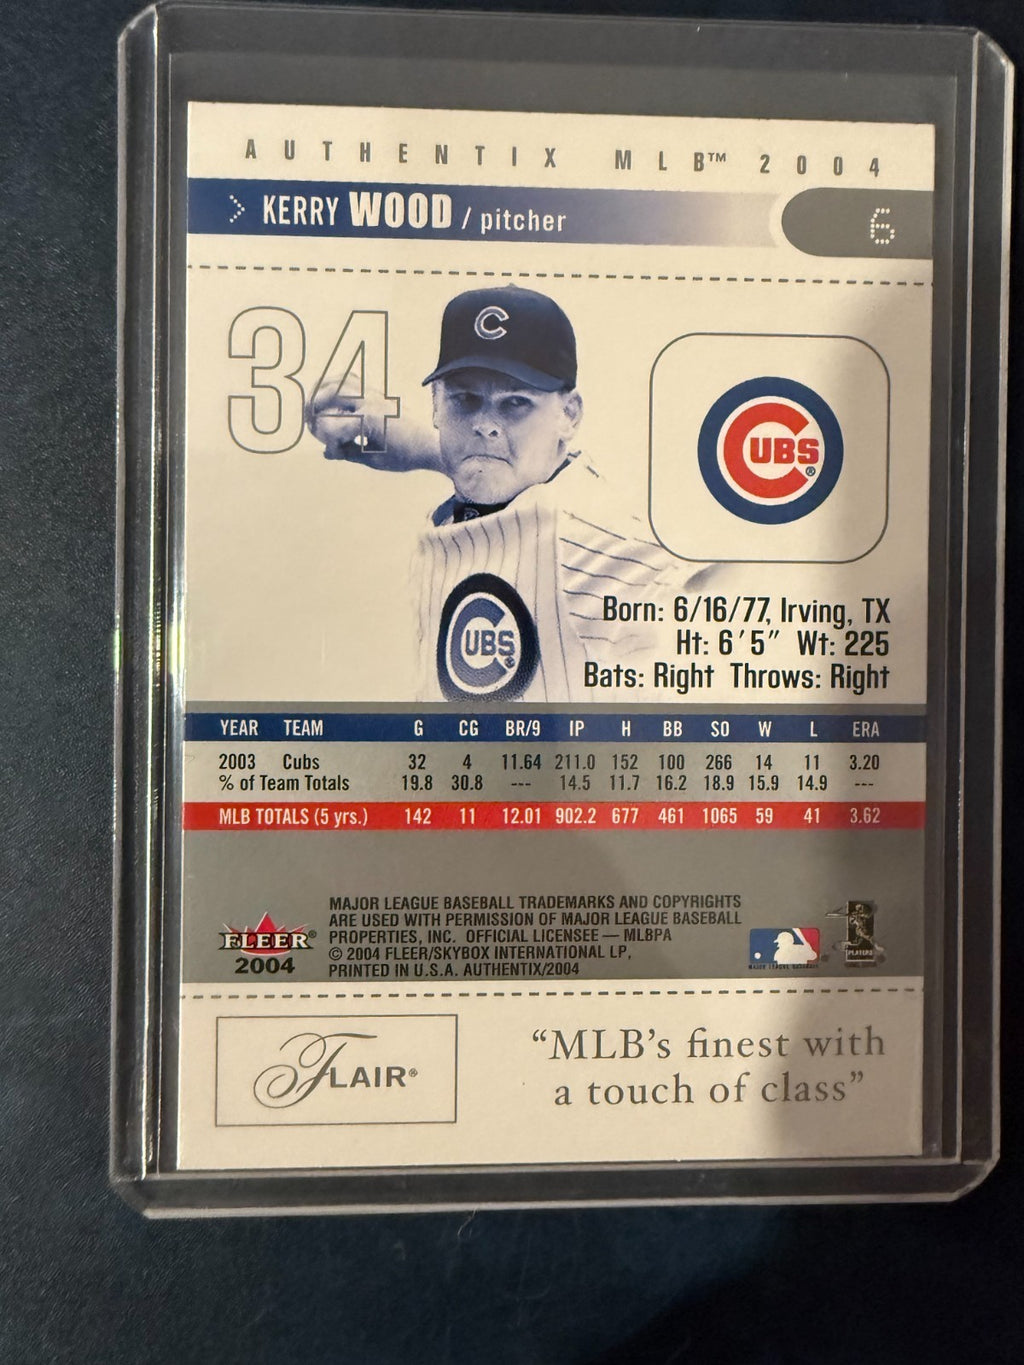 AUTHENTIX MLB™ 2004
KERRY WOOD / pitcher
6
34
C
CUBS®
CUBS®
Born: 6/16/77, Irving, TX
Ht: 6'5" Wt: 225
Bats: Right Throws: Right
YEAR TEAM G CG BR/9 IP H BB SO W L ERA
2003 Cubs 32 4 11.64 211.0 152 100 266 14 11 3.20
% of Team Totals 19.8 30.8 --- 14.5 11.7 16.2 18.9 15.9 14.9 ---
MLB TOTALS (5 yrs.) 142 11 12.01 902.2 677 461 1065 59 41 3.62
FLEER®
2004
MAJOR LEAGUE BASEBALL TRADEMARKS AND COPYRIGHTS
ARE USED WITH PERMISSION OF MAJOR LEAGUE BASEBALL
PROPERTIES, INC. OFFICIAL LICENSEE — MLBPA
© 2004 FLEER/SKYBOX INTERNATIONAL LP,
PRINTED IN U.S.A. AUTHENTIX/2004
MAJOR LEAGUE BASEBALL
PLAYERS
FLAIR®
“MLB's finest with
a touch of class”